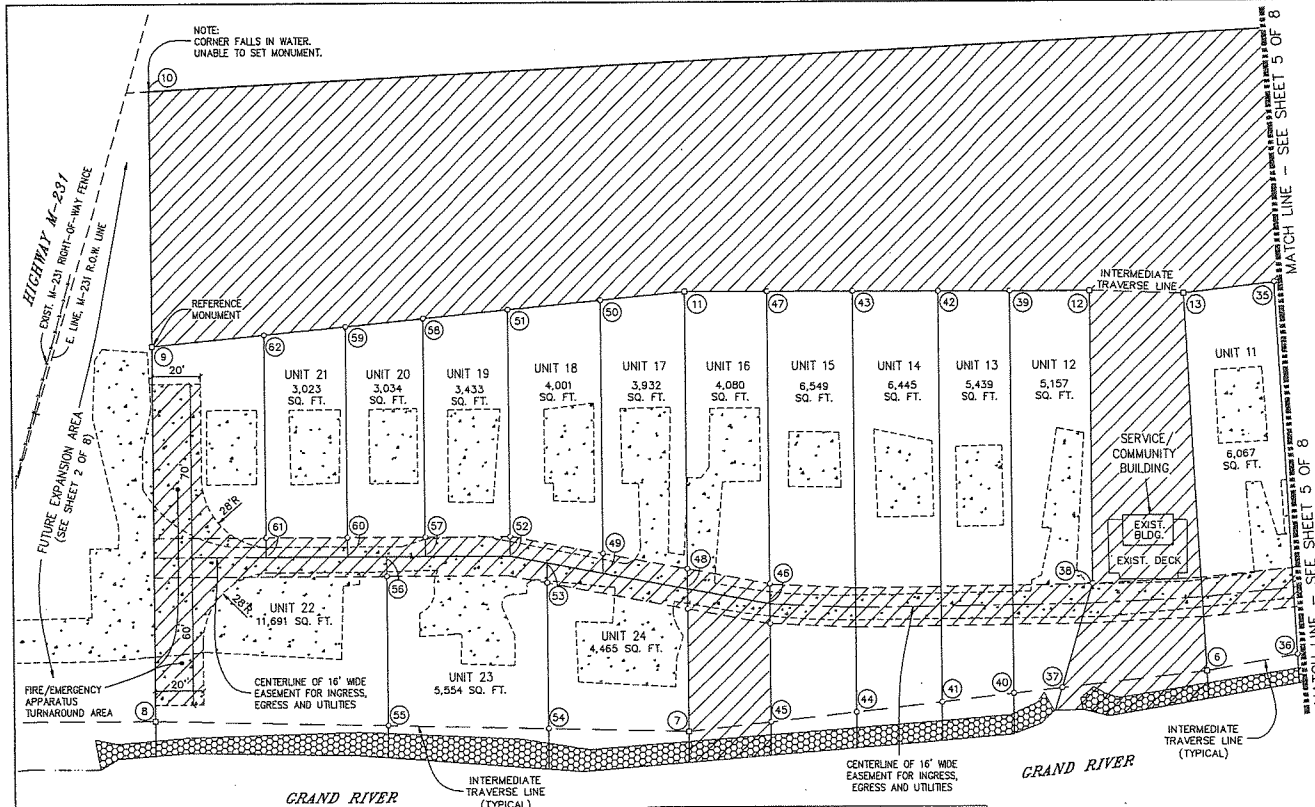 NOTE:
CORNER FALLS IN WATER.
UNABLE TO SET MONUMENT.
10
HIGHWAY M-231
EXIST. M-231 RIGHT-OF-WAY FENCE
E. LINE, M-231 R.O.W. LINE
MATCH LINE - SEE SHEET 5 OF 8
REFERENCE
MONUMENT
INTERMEDIATE
TRAVERSE LINE
9
62
59
58
51
50
11
47
43
42
39
12
13
35
20'
UNIT 21
3,023
SQ. FT.
UNIT 20
3,034
SQ. FT.
UNIT 19
3,433
SQ. FT.
UNIT 18
4,001
SQ. FT.
UNIT 17
3,932
SQ. FT.
UNIT 16
4,080
SQ. FT.
UNIT 15
6,549
SQ. FT.
UNIT 14
6,445
SQ. FT.
UNIT 13
5,439
SQ. FT.
UNIT 12
5,157
SQ. FT.
UNIT 11
6,067
SQ. FT.
SERVICE/
COMMUNITY
BUILDING
EXIST.
BLDG.
EXIST. DECK
FUTURE EXPANSION AREA
(SEE SHEET 2 OF 8)
70'
28'R
61
60
57
52
49
48
46
38
56
53
28'R
60'
20'
UNIT 22
11,691 SQ. FT.
UNIT 23
5,554 SQ. FT.
UNIT 24
4,465 SQ. FT.
CENTERLINE OF 16' WIDE
EASEMENT FOR INGRESS,
EGRESS AND UTILITIES
FIRE/EMERGENCY
APPARATUS
TURNAROUND AREA
8
55
54
7
45
44
41
40
37
6
36
MATCH LINE - SEE SHEET 5 OF 8
INTERMEDIATE
TRAVERSE LINE
(TYPICAL)
CENTERLINE OF 16' WIDE
EASEMENT FOR INGRESS,
EGRESS AND UTILITIES
INTERMEDIATE
TRAVERSE LINE
(TYPICAL)
GRAND RIVER
GRAND RIVER